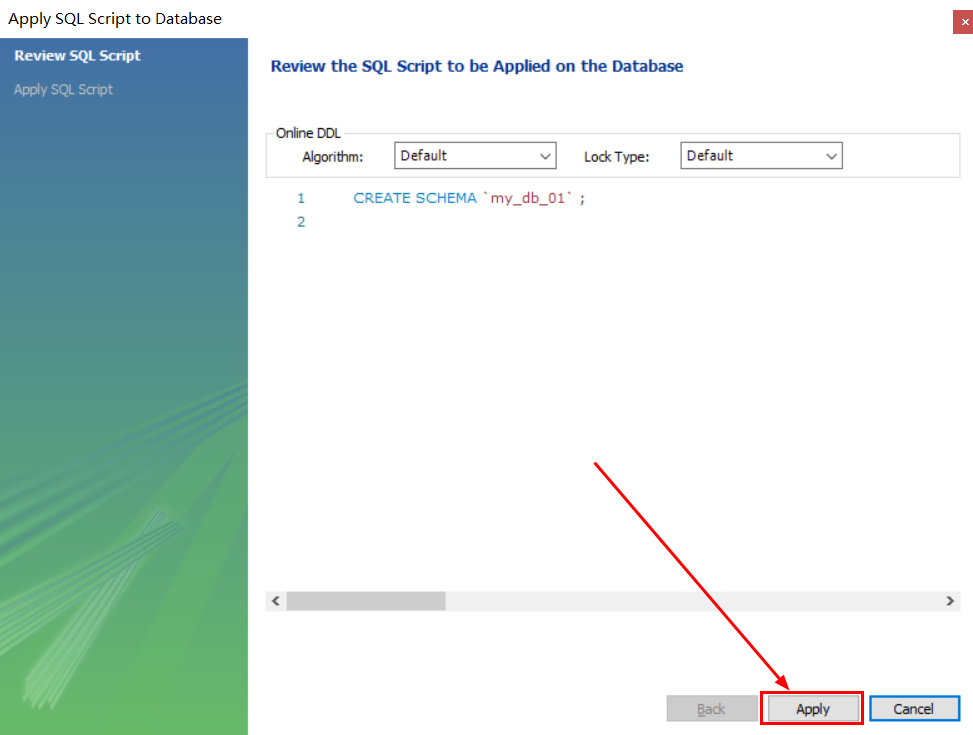 Apply SQL Script to Database
Review SQL Script
Apply SQL Script
Review the SQL Script to be Applied on the Database
Online DDL
Algorithm: Default Lock Type: Default
1 CREATE SCHEMA `my_db_01` ;
2
Back Apply Cancel